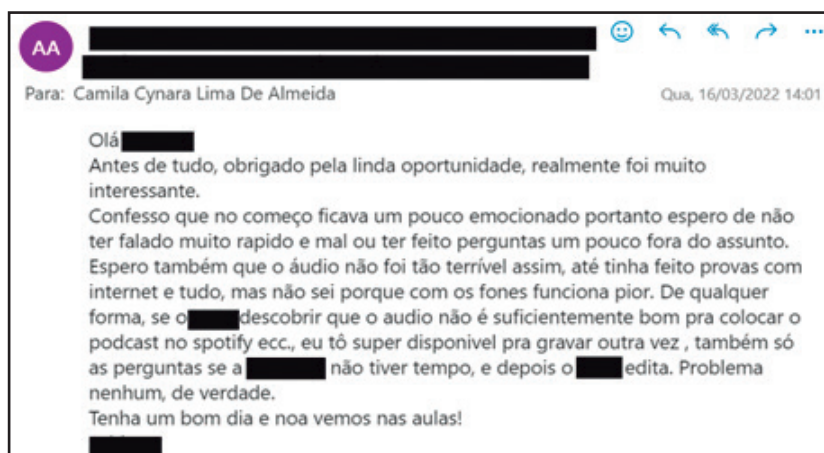 AA
Para: Camila Cynara Lima De Almeida
Qua, 16/03/2022 14:01
Olá
Antes de tudo, obrigado pela linda oportunidade, realmente foi muito
interessante.
Confesso que no começo ficava um pouco emocionado portanto espero de não
ter falado muito rapido e mal ou ter feito perguntas um pouco fora do assunto.
Espero também que o áudio não foi tão terrível assim, até tinha feito provas com
internet e tudo, mas não sei porque com os fones funciona pior. De qualquer
forma, se o descobrir que o audio não é suficientemente bom pra colocar o
podcast no spotify ecc., eu tô super disponivel pra gravar outra vez , também só
as perguntas se a não tiver tempo, e depois o edita. Problema
nenhum, de verdade.
Tenha um bom dia e noa vemos nas aulas!